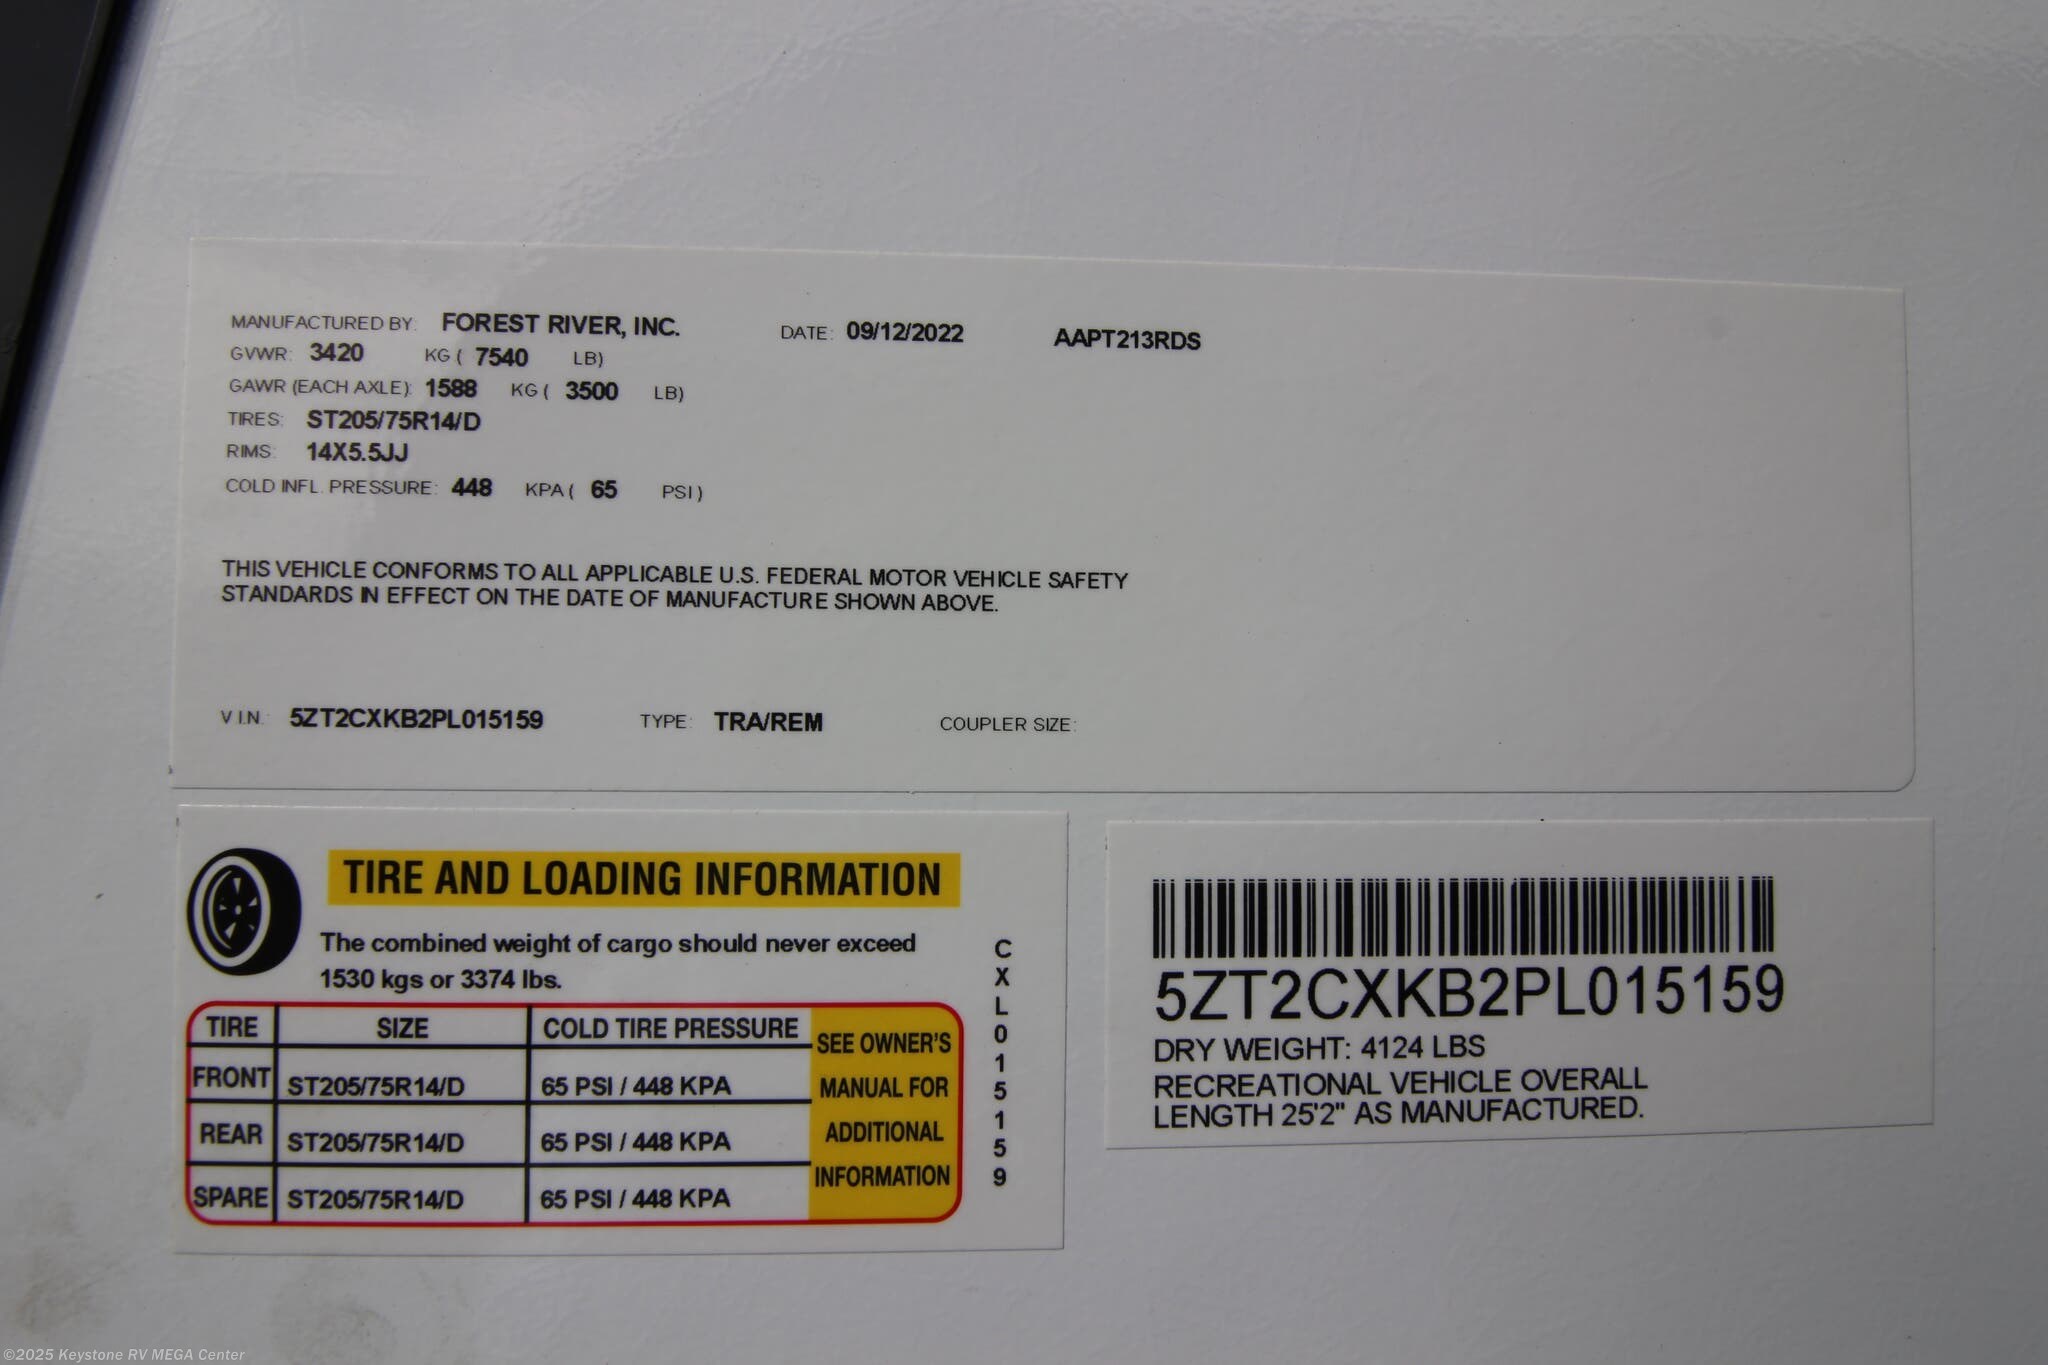 MANUFACTURED BY: FOREST RIVER, INC. DATE: 09/12/2022 AAPT213RDS
GVWR: 3420 KG ( 7540 LB)
GAWR (EACH AXLE): 1588 KG ( 3500 LB)
TIRES: ST205/75R14/D
RIMS: 14X5.5JJ
COLD INFL. PRESSURE: 448 KPA ( 65 PSI )
THIS VEHICLE CONFORMS TO ALL APPLICABLE U.S. FEDERAL MOTOR VEHICLE SAFETY
STANDARDS IN EFFECT ON THE DATE OF MANUFACTURE SHOWN ABOVE.
V.I.N. 5ZT2CXKB2PL015159 TYPE: TRA/REM COUPLER SIZE:
TIRE AND LOADING INFORMATION
The combined weight of cargo should never exceed
1530 kgs or 3374 lbs.
TIRE SIZE COLD TIRE PRESSURE
FRONT ST205/75R14/D 65 PSI / 448 KPA
REAR ST205/75R14/D 65 PSI / 448 KPA
SPARE ST205/75R14/D 65 PSI / 448 KPA
SEE OWNER'S
MANUAL FOR
ADDITIONAL
INFORMATION
CXL015159
5ZT2CXKB2PL015159
DRY WEIGHT: 4124 LBS
RECREATIONAL VEHICLE OVERALL
LENGTH 25'2" AS MANUFACTURED.
©2025 Keystone RV MEGA Center